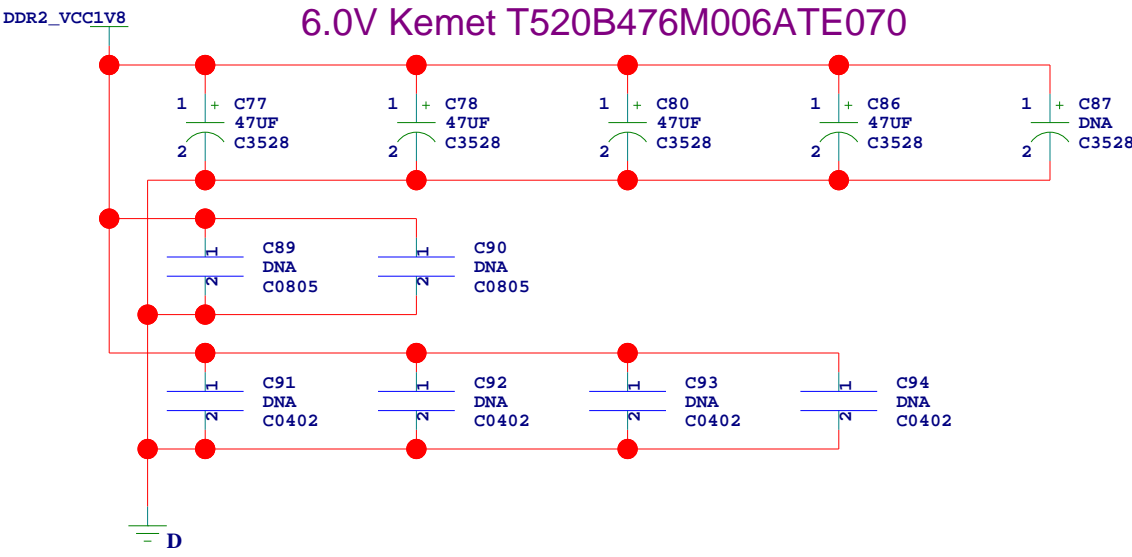 DDR2_VCC1V8
6.0V Kemet T520B476M006ATE070
1 + C77
47UF
2 C3528
1 + C78
47UF
2 C3528
1 + C80
47UF
2 C3528
1 + C86
47UF
2 C3528
1 + C87
DNA
2 C3528
1 C89
DNA
2 C0805
1 C90
DNA
2 C0805
1 C91
DNA
2 C0402
1 C92
DNA
2 C0402
1 C93
DNA
2 C0402
1 C94
DNA
2 C0402
D